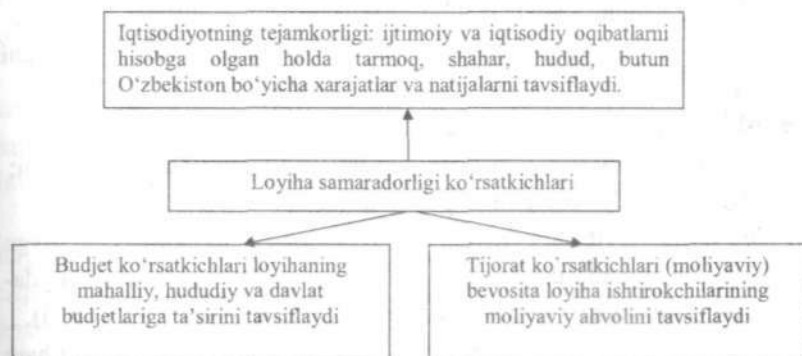 Iqtisodiyotning tejamkorligi: ijtimoiy va iqtisodiy oqibatlarni
hisobga olgan holda tarmoq, shahar, hudud, butun
O‘zbekiston bo‘yicha xarajatlar va natijalarni tavsiflaydi.
Loyiha samaradorligi ko‘rsatkichlari
Budjet ko‘rsatkichlari loyihaning
mahalliy, hududiy va davlat
budjetlariga ta’sirini tavsiflaydi
Tijorat ko`rsatkichlari (moliyaviy)
bevosita loyiha ishtirokchilarining
moliyaviy ahvolini tavsiflaydi